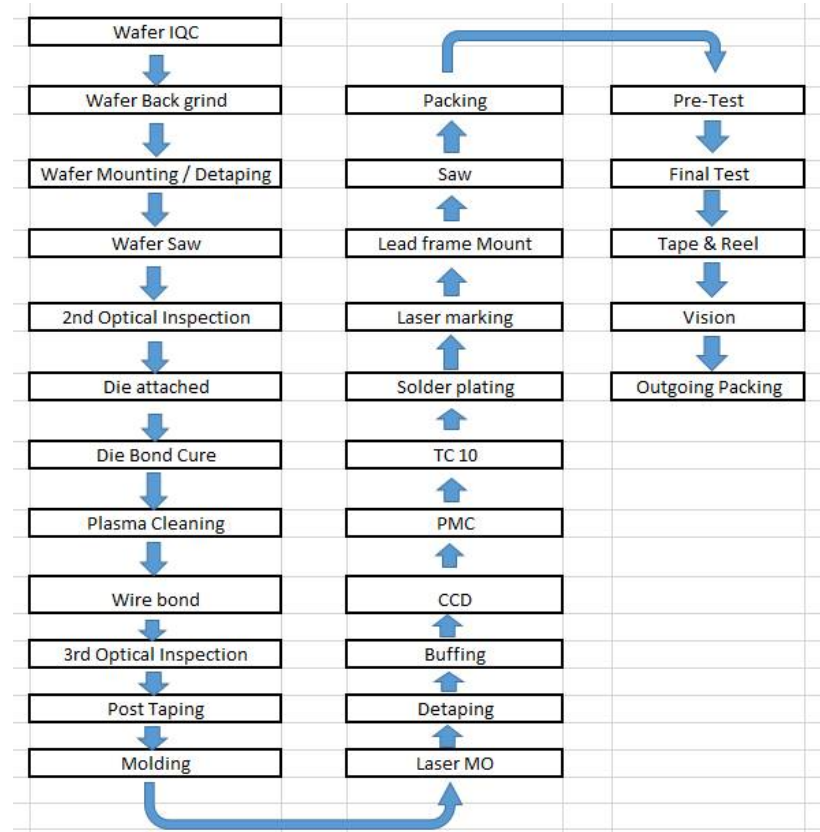 Wafer IQC
Wafer Back grind
Wafer Mounting / Detaping
Wafer Saw
2nd Optical Inspection
Die attached
Die Bond Cure
Plasma Cleaning
Wire bond
3rd Optical Inspection
Post Taping
Molding
Laser MO
Detaping
Buffing
CCD
PMC
TC 10
Solder plating
Laser marking
Lead frame Mount
Saw
Packing
Pre-Test
Final Test
Tape & Reel
Vision
Outgoing Packing